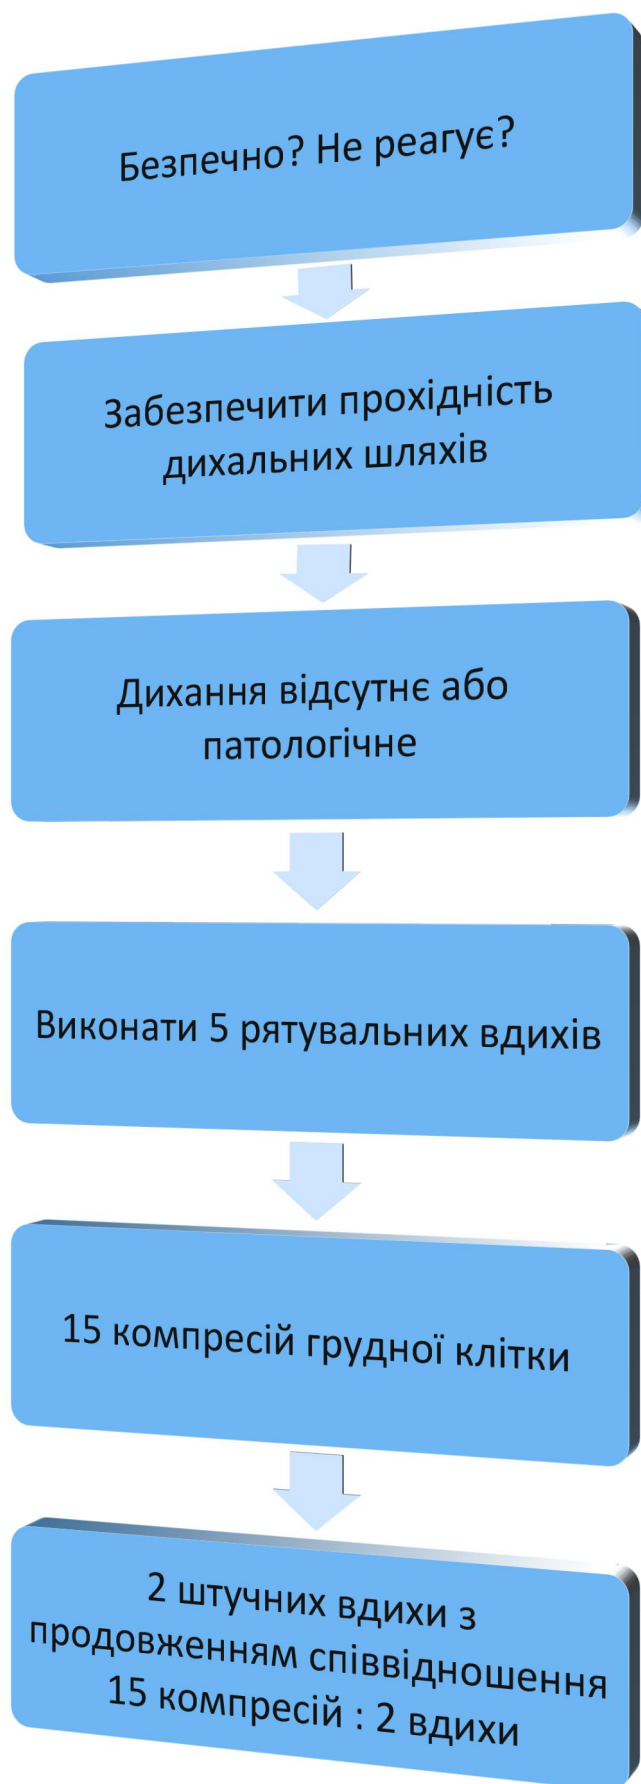 Безпечно? Не реагує?
Забезпечити прохідність
дихальних шляхів
Дихання відсутнє або
патологічне
Виконати 5 рятувальних вдихів
15 компресій грудної клітки
2 штучних вдихи з
продовженням співвідношення
15 компресій : 2 вдихи